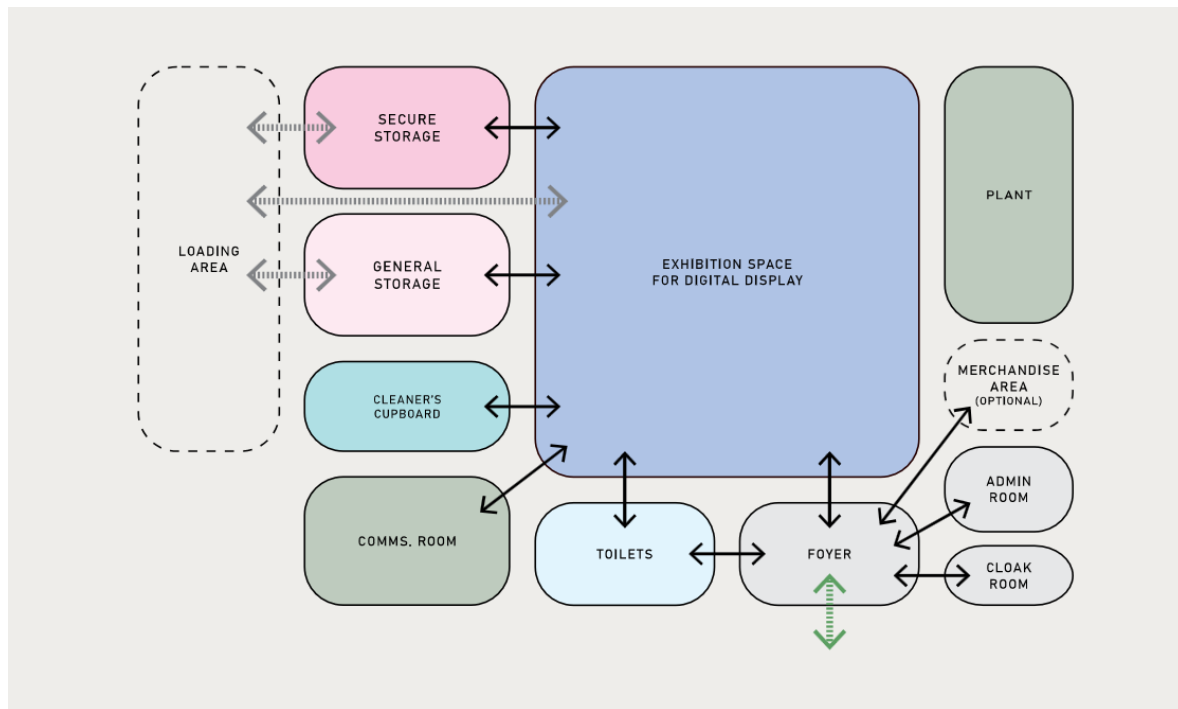 SECURE
STORAGE
PLANT
LOADING
AREA
GENERAL
STORAGE
EXHIBITION SPACE
FOR DIGITAL DISPLAY
MERCHANDISE
AREA
(OPTIONAL)
CLEANER'S
CUPBOARD
ADMIN
ROOM
COMMS. ROOM
TOILETS
FOYER
CLOAK
ROOM